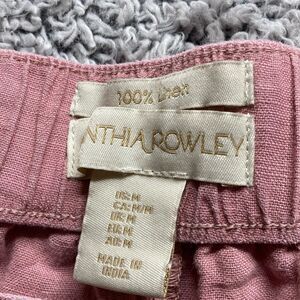 100% Linen
NTHIA ROWLEY
US: M
CA: M/M
UK: M
EU: M
AU: M
MADE IN
INDIA